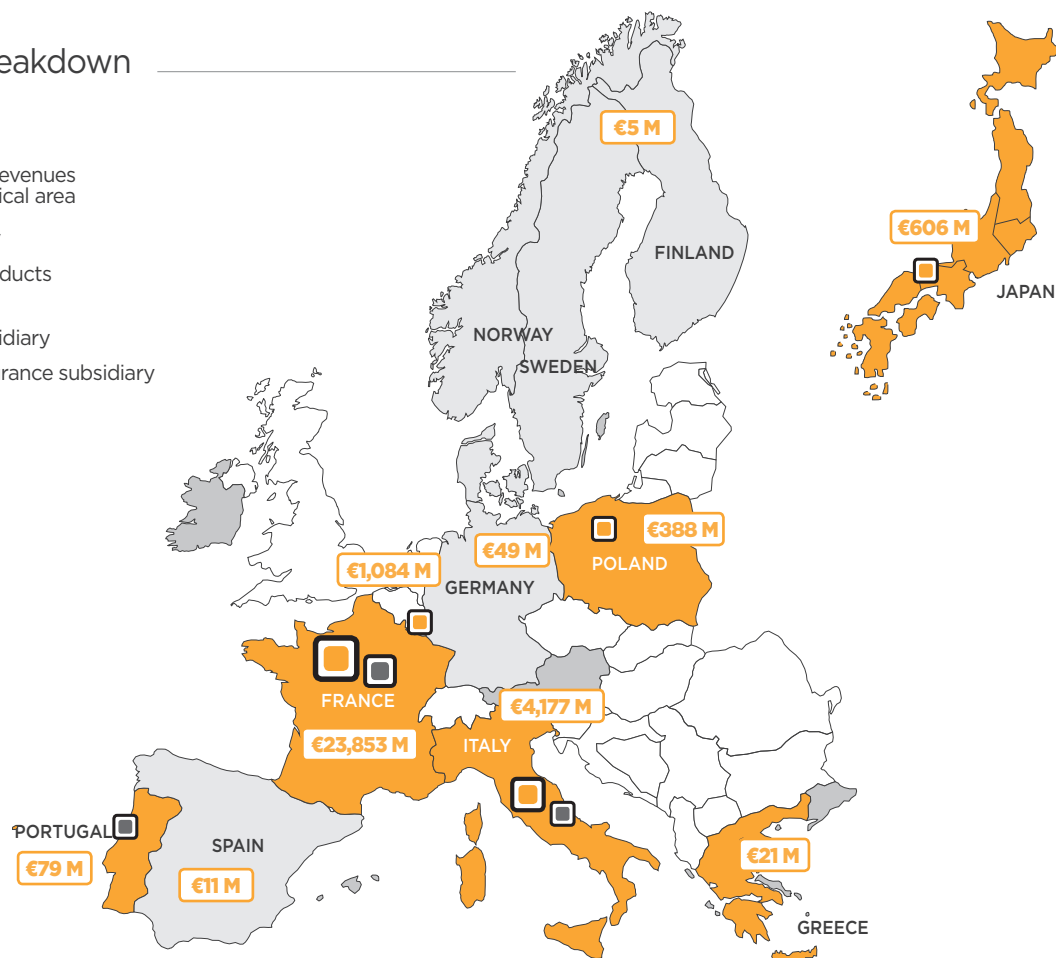 eakdown
evenues
ical area
ducts
idiary
rance subsidiary
€5 M
€606 M
FINLAND
JAPAN
NORWAY
SWEDEN
€388 M
€49 M
POLAND
€1,084 M
GERMANY
FRANCE
€4,177 M
€23,853 M
ITALY
PORTUGAL
SPAIN
€21 M
€79 M
€11 M
GREECE